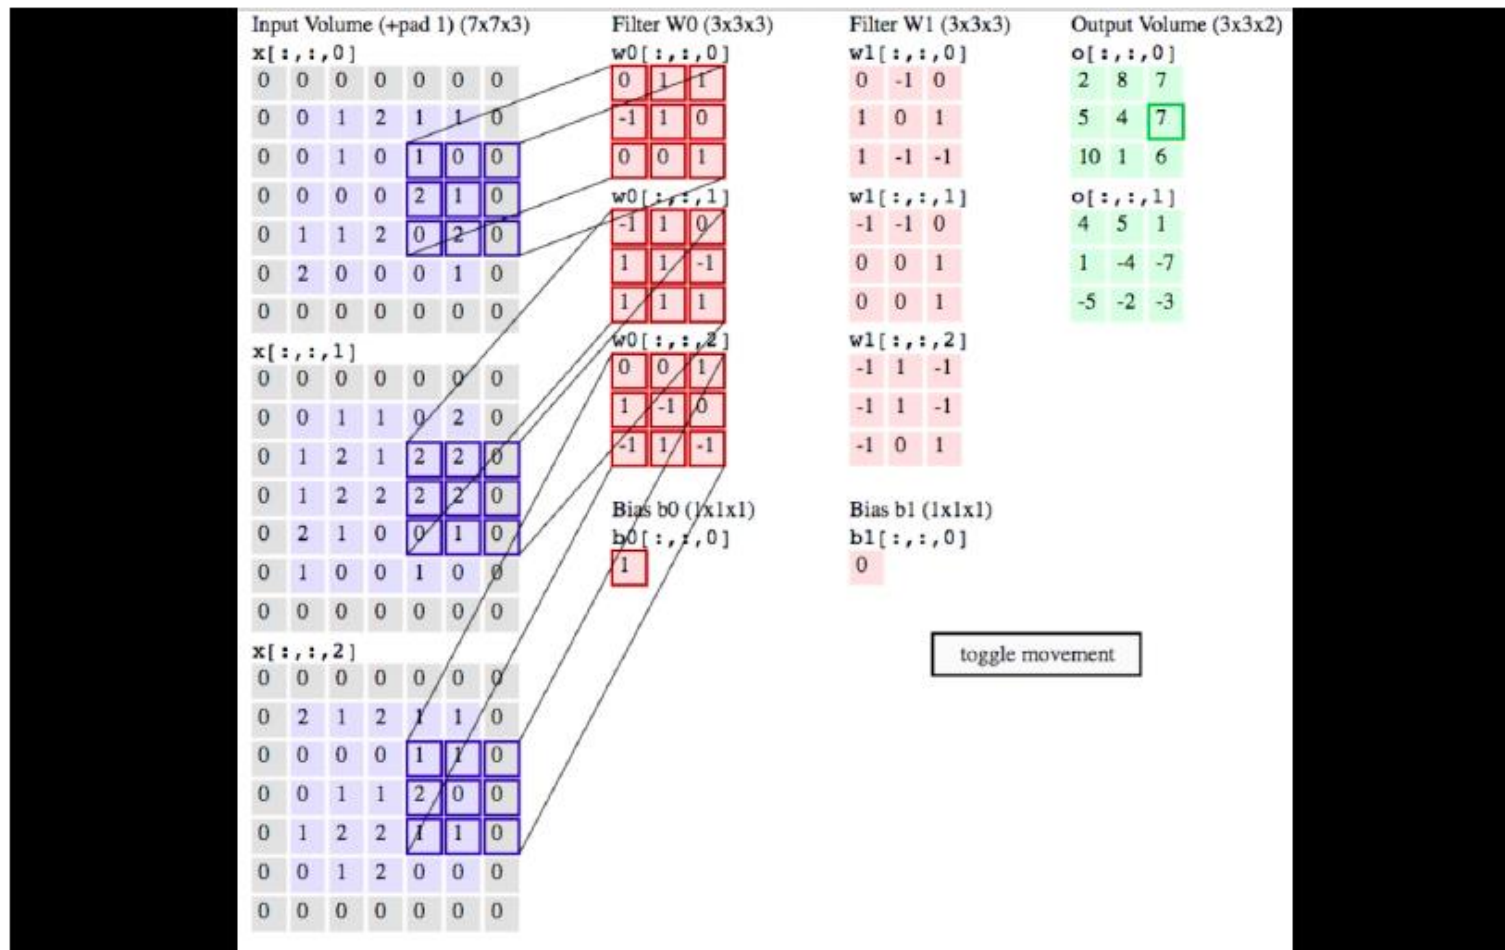 Input Volume (+pad 1) (7x7x3)
x[:,:,0]
0 0 0 0 0 0 0
0 0 1 2 1 1 0
0 0 1 0 1 0 0
0 0 0 0 2 1 0
0 1 1 2 0 2 0
0 2 0 0 0 1 0
0 0 0 0 0 0 0
x[:,:,1]
0 0 0 0 0 0 0
0 0 1 1 0 2 0
0 1 2 1 2 2 0
0 1 2 2 2 2 0
0 2 1 0 0 1 0
0 1 0 0 1 0 0
0 0 0 0 0 0 0
x[:,:,2]
0 0 0 0 0 0 0
0 2 1 2 1 1 0
0 0 0 0 1 1 0
0 0 1 1 2 0 0
0 1 2 2 1 1 0
0 0 1 2 0 0 0
0 0 0 0 0 0 0
Filter W0 (3x3x3)
w0[:,:,0]
0 1 1
-1 1 0
0 0 1
w0[:,:,1]
-1 1 0
1 1 -1
1 1 1
w0[:,:,2]
0 0 1
1 -1 0
-1 1 -1
Bias b0 (1x1x1)
b0[:,:,0]
1
Filter W1 (3x3x3)
w1[:,:,0]
0 -1 0
1 0 1
1 -1 -1
w1[:,:,1]
-1 -1 0
0 0 1
0 0 1
w1[:,:,2]
-1 1 -1
-1 1 -1
-1 0 1
Bias b1 (1x1x1)
b1[:,:,0]
0
Output Volume (3x3x2)
o[:,:,0]
2 8 7
5 4 7
10 1 6
o[:,:,1]
4 5 1
1 -4 -7
-5 -2 -3
toggle movement